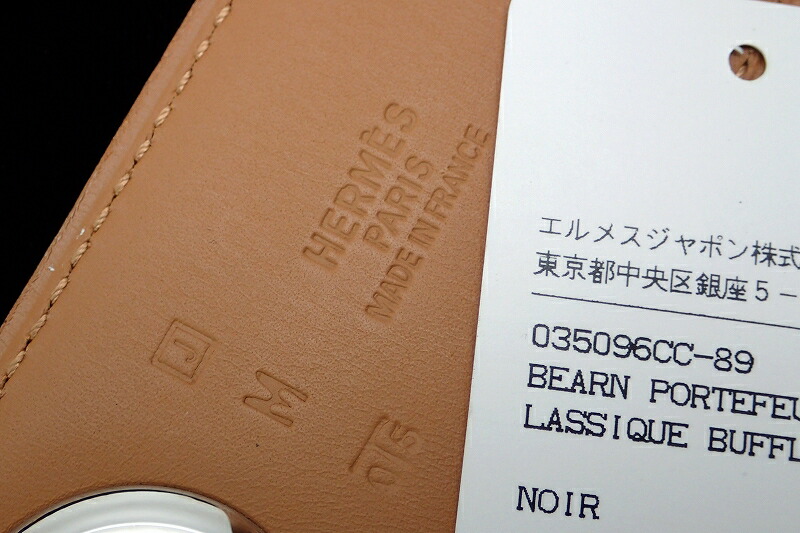 HERMÈS
PARIS
MADE IN FRANCE
J
M
エルメスジャポン株式
東京都中央区銀座5-
035096CC-89
BEARN PORTEFEU
LASSIQUE BUFFL
NOIR